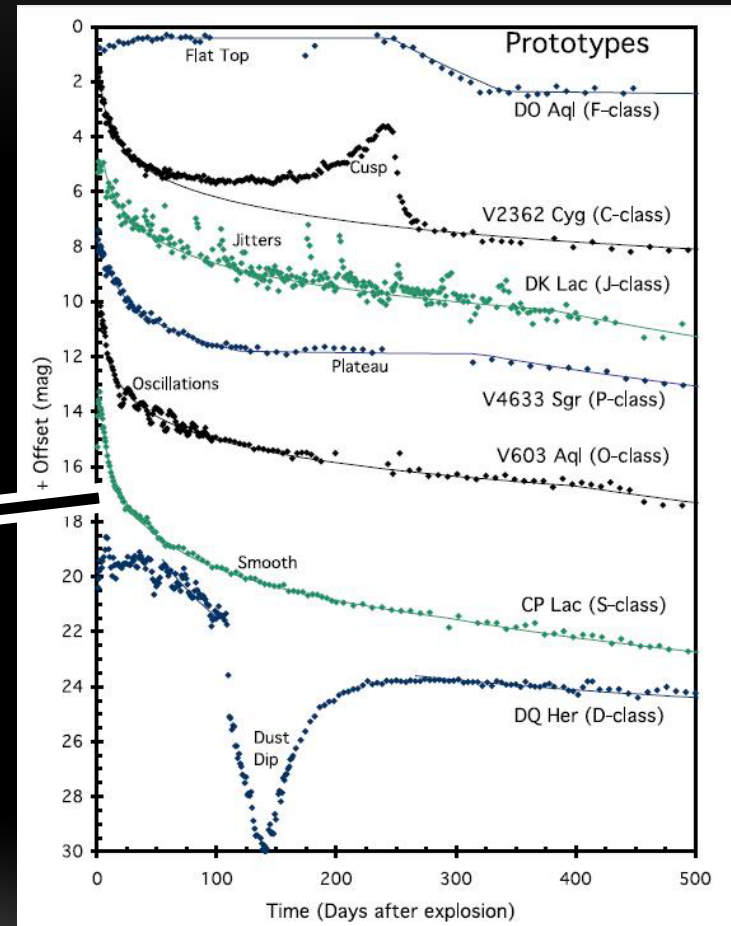 Prototypes
Flat Top
DO Aql (F-class)
Cusp
V2362 Cyg (C-class)
Jitters
DK Lac (J-class)
Plateau
V4633 Sgr (P-class)
Oscillations
V603 Aql (O-class)
Smooth
CP Lac (S-class)
Dust
Dip
DQ Her (D-class)
+ Offset (mag)
0
2
4
6
8
10
12
14
16
18
20
22
24
26
28
30
0 100 200 300 400 500
Time (Days after explosion)